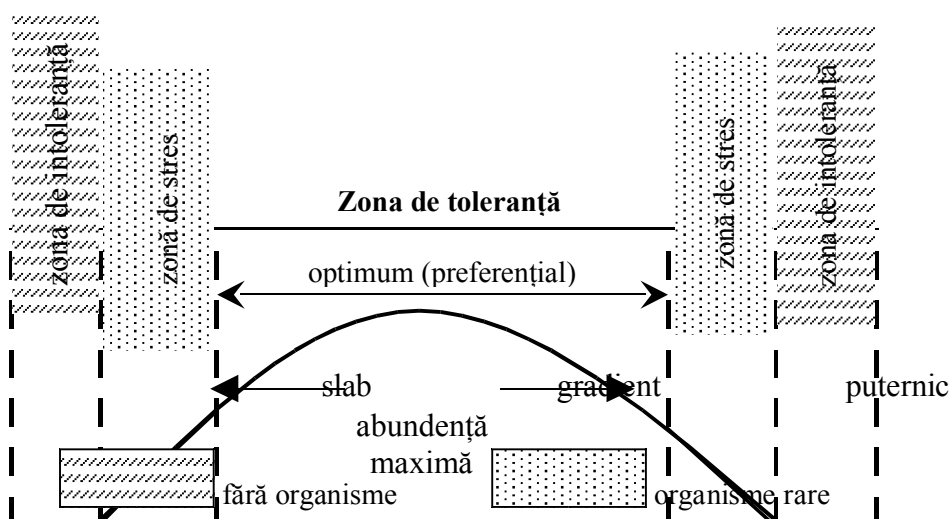 zona de intoleranță
zonă de stres
Zona de toleranță
optimum (preferențial)
zonă de stres
zona de intoleranță
slab gradient puternic
abundență
maximă
fără organisme
organisme rare